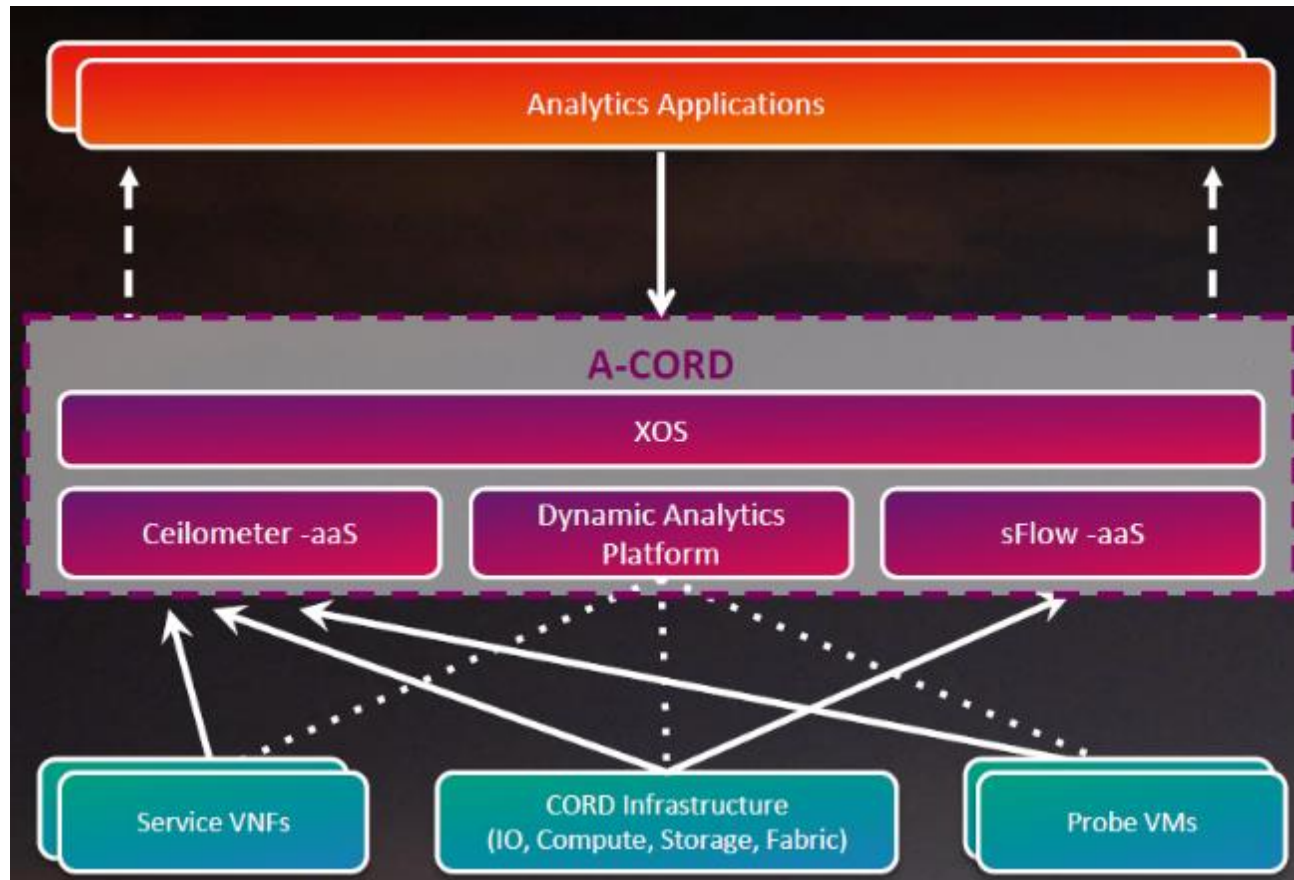 Analytics Applications
A-CORD
XOS
Ceilometer -aaS
Dynamic Analytics
Platform
sFlow -aaS
Service VNFs
CORD Infrastructure
(IO, Compute, Storage, Fabric)
Probe VMs